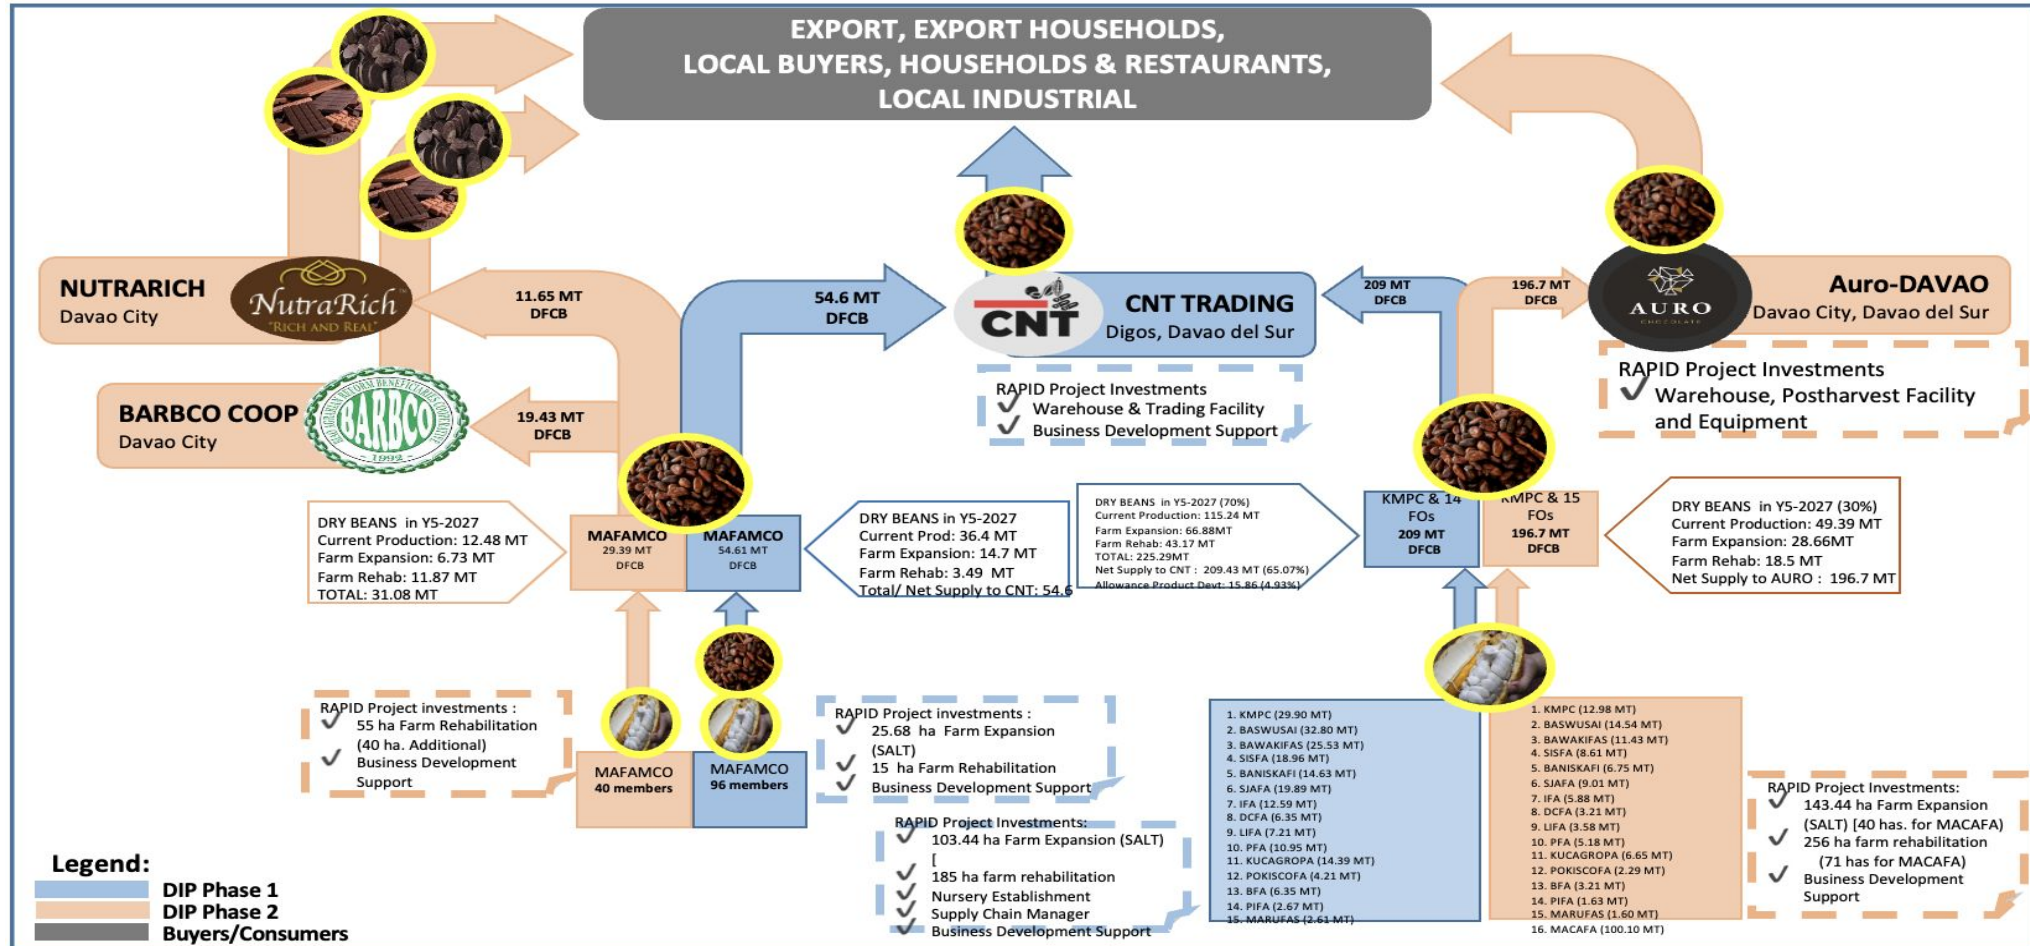 EXPORT, EXPORT HOUSEHOLDS,
LOCAL BUYERS, HOUSEHOLDS & RESTAURANTS,
LOCAL INDUSTRIAL
NUTRARICH
Davao City
NutraRich
"RICH AND REAL"
11.65 MT
DFCB
54.6 MT
DFCB
CNT
CNT TRADING
Digos, Davao del Sur
209 MT
DFCB
196.7 MT
DFCB
AURO
CHOCOLATE
Auro-DAVAO
Davao City, Davao del Sur
BARBCO COOP
Davao City
BARBCO
1992
19.43 MT
DFCB
RAPID Project Investments
Warehouse & Trading Facility
Business Development Support
RAPID Project Investments
Warehouse, Postharvest Facility
and Equipment
DRY BEANS in Y5-2027
Current Production: 12.48 MT
Farm Expansion: 6.73 MT
Farm Rehab: 11.87 MT
TOTAL: 31.08 MT
MAFAMCO
29.39 MT
DFCB
MAFAMCO
54.61 MT
DFCB
DRY BEANS in Y5-2027
Current Prod: 36.4 MT
Farm Expansion: 14.7 MT
Farm Rehab: 3.49 MT
Total/ Net Supply to CNT: 54.6
DRY BEANS in Y5-2027 (70%)
Current Production: 115.24 MT
Farm Expansion: 66.88MT
Farm Rehab: 43.17 MT
TOTAL: 225.29MT
Net Supply to CNT : 209.43 MT (65.07%)
Allowance Product Devt: 15.86 (4.93%)
KMPC & 14
FOs
209 MT
DFCB
KMPC & 15
FOs
196.7 MT
DFCB
DRY BEANS in Y5-2027 (30%)
Current Production: 49.39 MT
Farm Expansion: 28.66MT
Farm Rehab: 18.5 MT
Net Supply to AURO : 196.7 MT
RAPID Project investments :
55 ha Farm Rehabilitation
(40 ha. Additional)
Business Development
Support
MAFAMCO
40 members
MAFAMCO
96 members
RAPID Project investments :
25.68 ha Farm Expansion
(SALT)
15 ha Farm Rehabilitation
Business Development Support
RAPID Project Investments:
103.44 ha Farm Expansion (SALT)
[
185 ha farm rehabilitation
Nursery Establishment
Supply Chain Manager
Business Development Support
1. KMPC (29.90 MT)
2. BASWUSAI (32.80 MT)
3. BAWAKIFAS (25.53 MT)
4. SISFA (18.96 MT)
5. BANISKAFI (14.63 MT)
6. SJAFA (19.89 MT)
7. IFA (12.59 MT)
8. DCFA (6.35 MT)
9. LIFA (7.21 MT)
10. PFA (10.95 MT)
11. KUCAGROPA (14.39 MT)
12. POKISCOFA (4.21 MT)
13. BFA (6.35 MT)
14. PIFA (2.67 MT)
15. MARUFAS (2.61 MT)
1. KMPC (12.98 MT)
2. BASWUSAI (14.54 MT)
3. BAWAKIFAS (11.43 MT)
4. SISFA (8.61 MT)
5. BANISKAFI (6.75 MT)
6. SJAFA (9.01 MT)
7. IFA (5.88 MT)
8. DCFA (3.21 MT)
9. LIFA (3.58 MT)
10. PFA (5.18 MT)
11. KUCAGROPA (6.65 MT)
12. POKISCOFA (2.29 MT)
13. BFA (3.21 MT)
14. PIFA (1.63 MT)
15. MARUFAS (1.60 MT)
16. MACAFA (100.10 MT)
RAPID Project Investments:
143.44 ha Farm Expansion
(SALT) [40 has. for MACAFA)
256 ha farm rehabilitation
(71 has for MACAFA)
Business Development
Support
Legend:
DIP Phase 1
DIP Phase 2
Buyers/Consumers